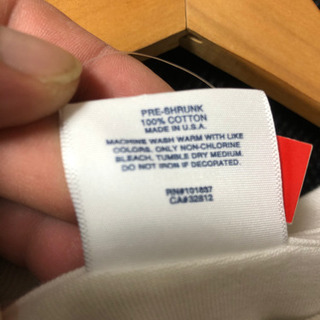 PRE-SHRUNK
100% COTTON
MADE IN U.S.A.
MACHINE WASH WARM WITH LIKE
COLORS. ONLY NON-CHLORINE
BLEACH. TUMBLE DRY MEDIUM.
DO NOT IRON IF DECORATED.
RN#101837
CA#32812